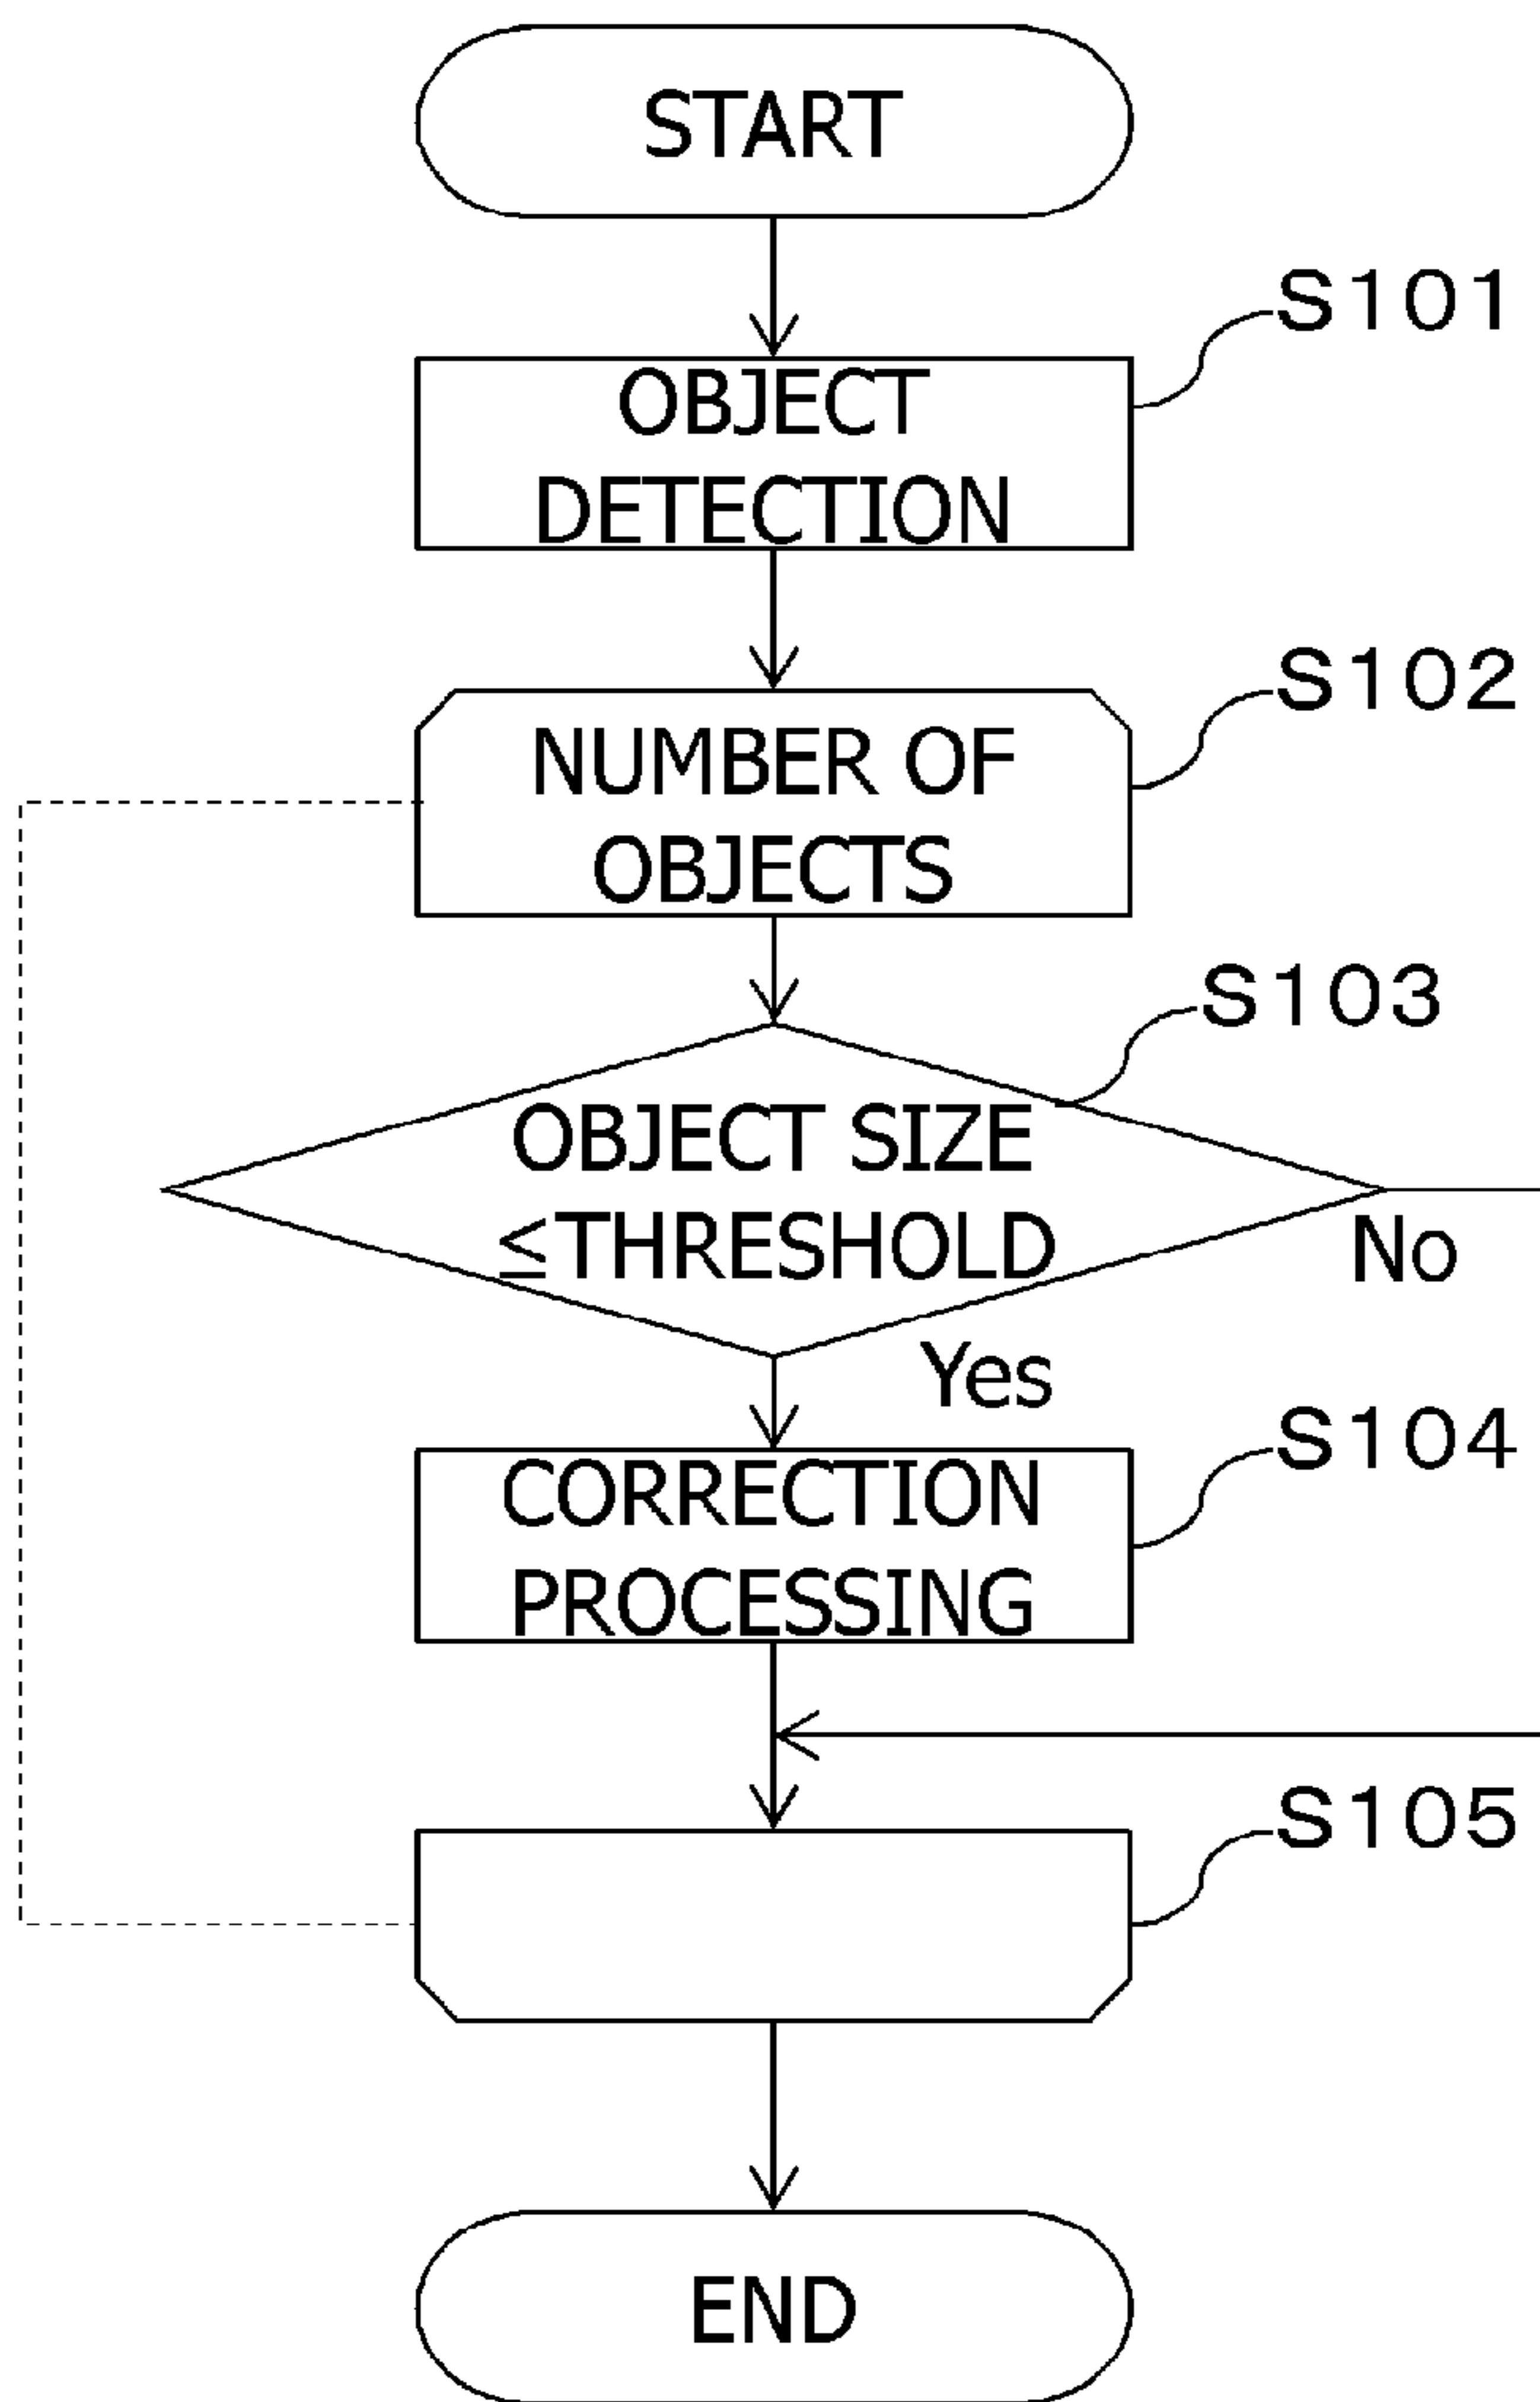 START
S101
OBJECT
DETECTION
S102
NUMBER OF
OBJECTS
S103
OBJECT SIZE
≤THRESHOLD
No
Yes
S104
CORRECTION
PROCESSING
S105
END